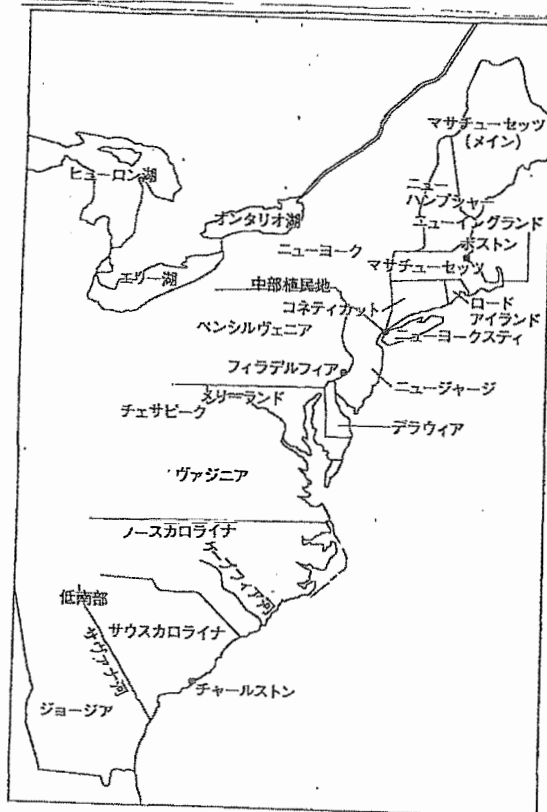 マサチューセッツ
(メイン)
ヒューロン湖
ニュー
ハンプシャー
オンタリオ湖
ニューイングランド
ニューヨーク
ボストン
マサチューセッツ
エリー湖
中部植民地
コネティカット
ロード
アイランド
ペンシルヴェニア
ニューヨークスティ
フィラデルフィア
ニュージャージ
メリーランド
チェサピーク
デラウィア
ヴァジニア
ノースカロライナ
低南部
サウスカロライナ
サヴァナ河
チャールストン
ジョージア